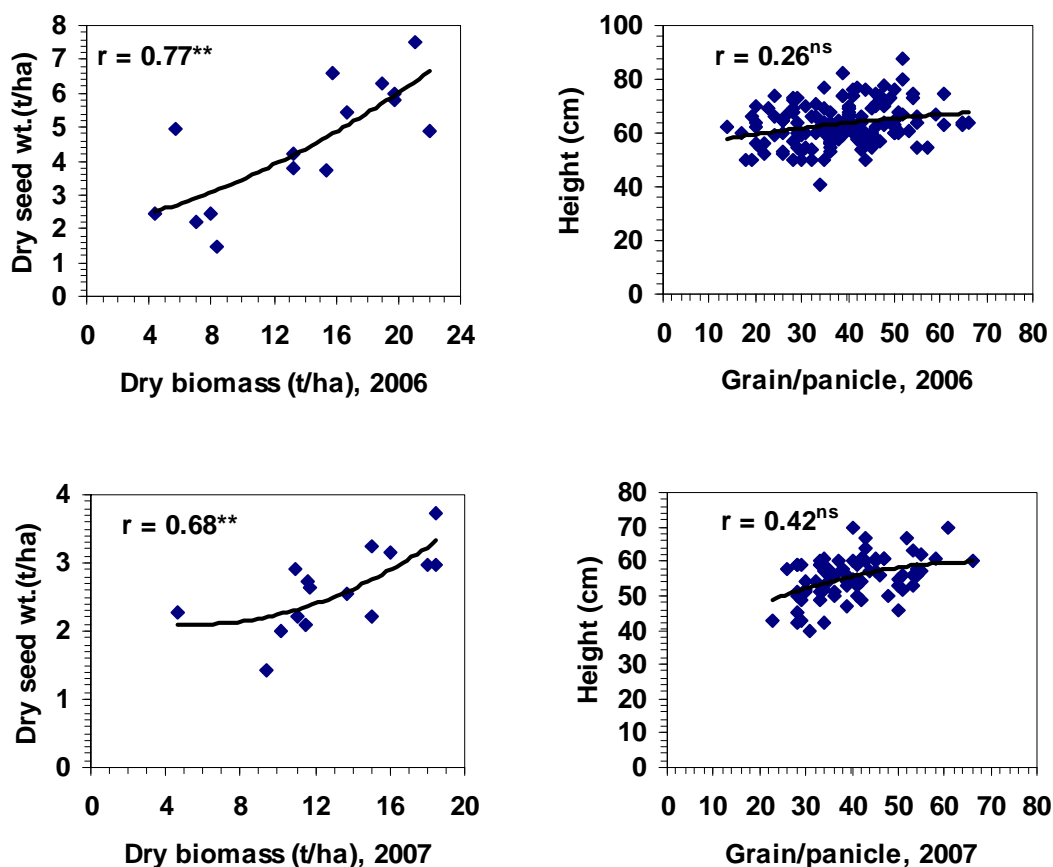 r = 0.77**
Dry seed wt.(t/ha)
8
7
6
5
4
3
2
1
0
0 4 8 12 16 20 24
Dry biomass (t/ha), 2006
r = 0.26ns
Height (cm)
100
80
60
40
20
0
0 10 20 30 40 50 60 70 80
Grain/panicle, 2006
r = 0.68**
Dry seed wt.(t/ha)
4
3
2
1
0
0 4 8 12 16 20
Dry biomass (t/ha), 2007
r = 0.42ns
Height (cm)
80
70
60
50
40
30
20
10
0
0 10 20 30 40 50 60 70 80
Grain/panicle, 2007